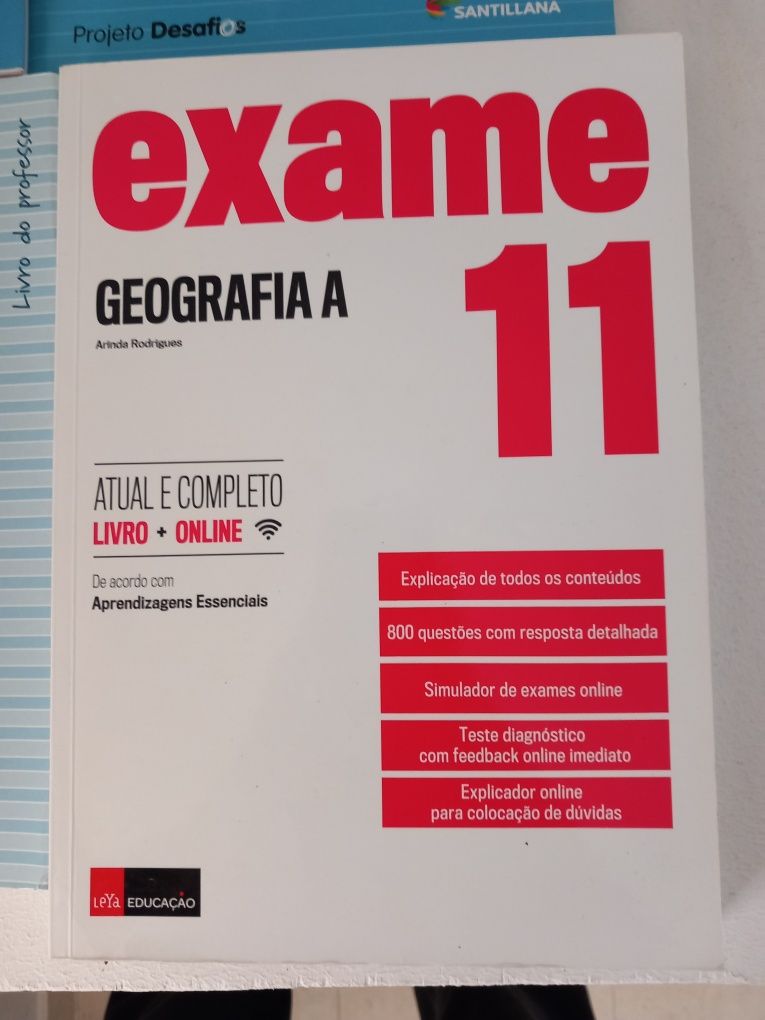 Projeto Desafios
SANTILLANA
Livro do professor
exame
11
GEOGRAFIA A
Arinda Rodrigues
ATUAL E COMPLETO
LIVRO + ONLINE
De acordo com
Aprendizagens Essenciais
Explicação de todos os conteúdos
800 questões com resposta detalhada
Simulador de exames online
Teste diagnóstico
com feedback online imediato
Explicador online
para colocação de dúvidas
LeYa EDUCAÇÃO